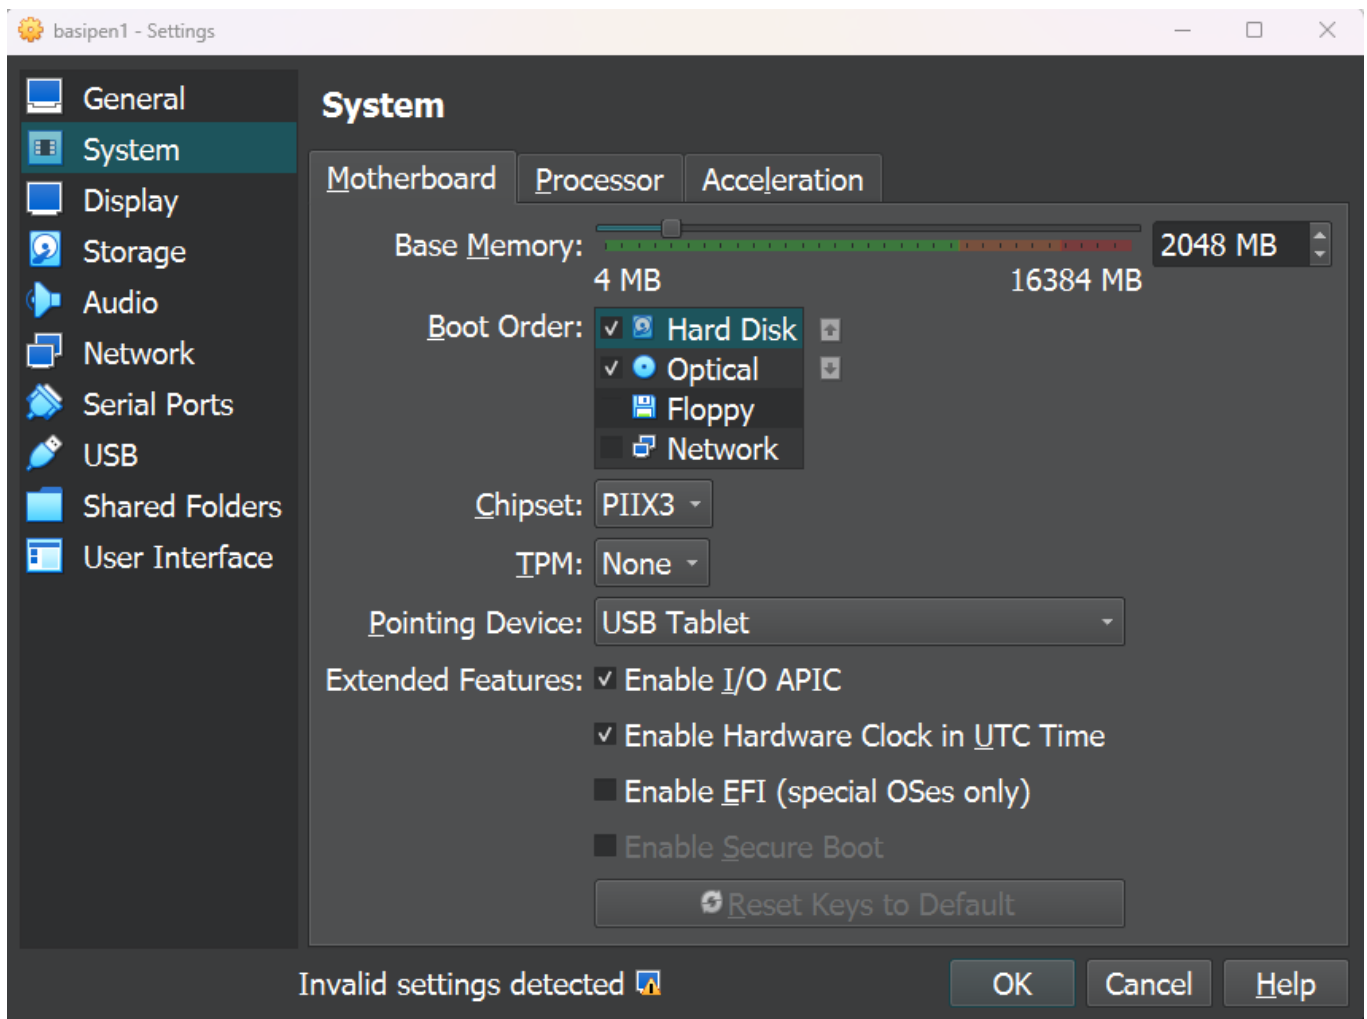 basipen1 - Settings
General
System
Display
Storage
Audio
Network
Serial Ports
USB
Shared Folders
User Interface
System
Motherboard Processor Acceleration
Base Memory: 2048 MB
4 MB 16384 MB
Boot Order: Hard Disk
Optical
Floppy
Network
Chipset: PIIX3
TPM: None
Pointing Device: USB Tablet
Extended Features: Enable I/O APIC
Enable Hardware Clock in UTC Time
Enable EFI (special OSes only)
Enable Secure Boot
Reset Keys to Default
Invalid settings detected OK Cancel Help